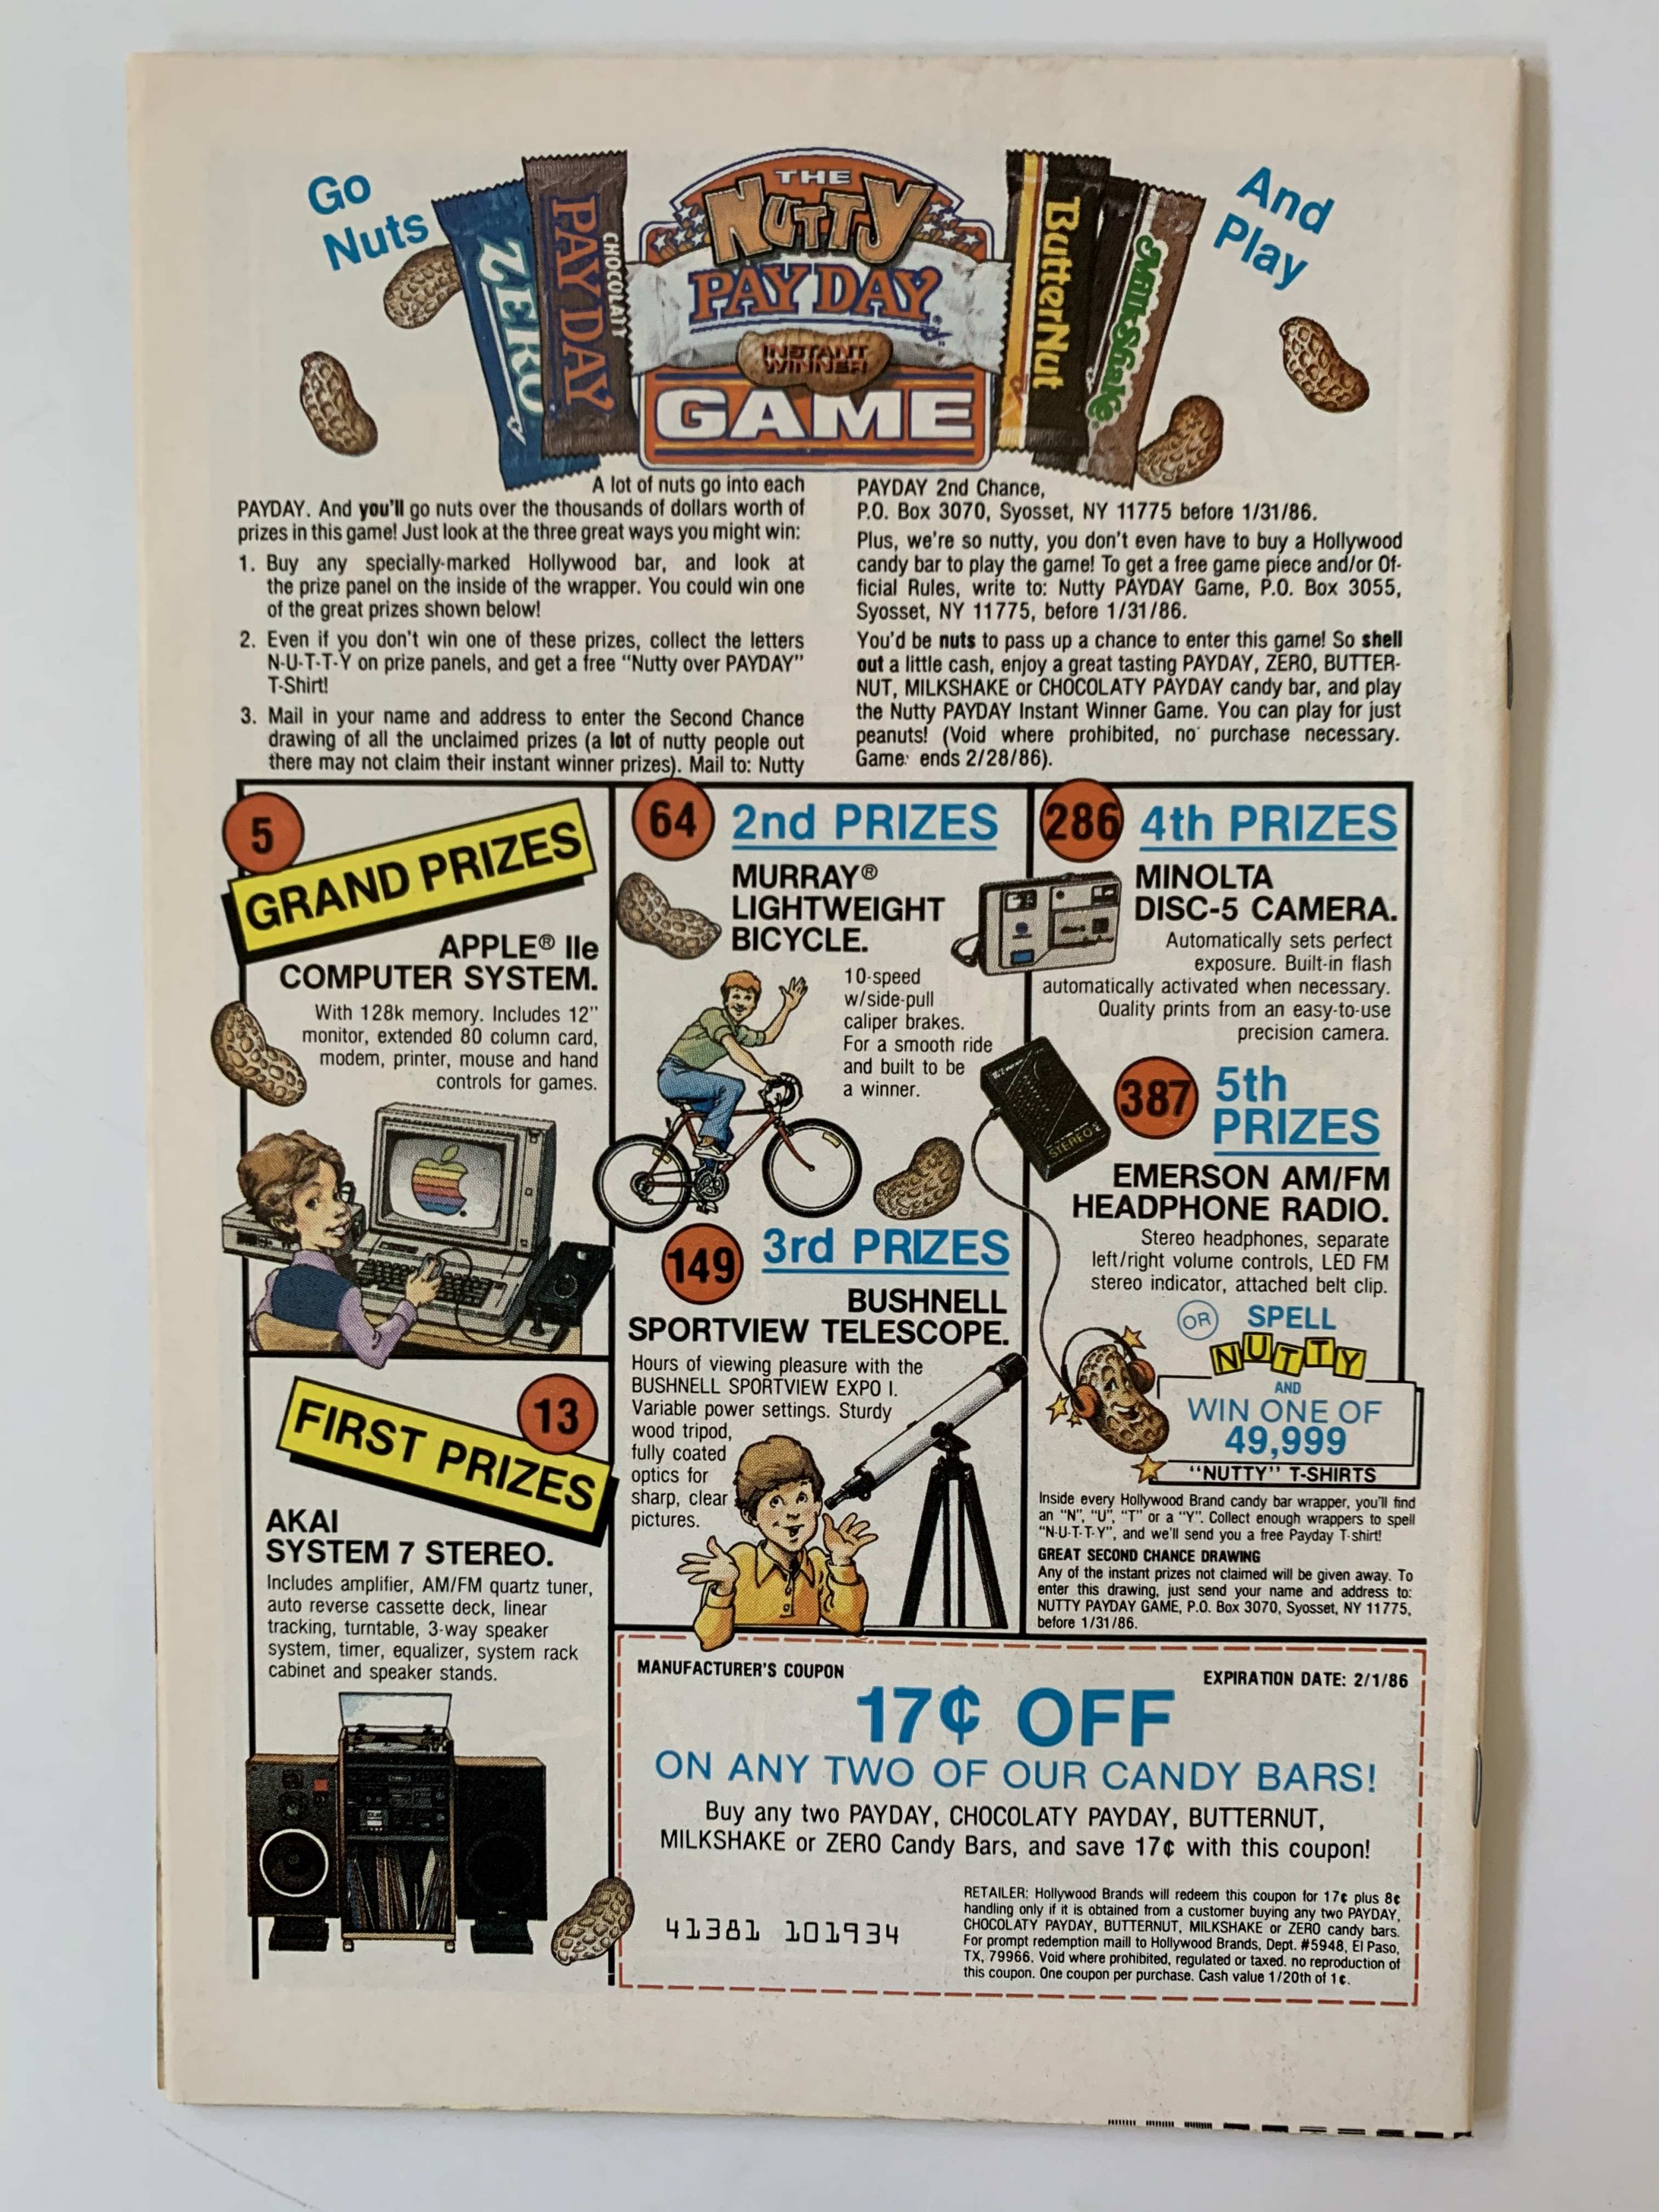 Go
Nuts
ZERO
PAYDAY
CHOCOLATY
THE
NUTTY
PAY DAY
INSTANT
WINNER
GAME
ButterNut
Milk Shake
And
Play
A lot of nuts go into each
PAYDAY. And you'll go nuts over the thousands of dollars worth of
prizes in this game! Just look at the three great ways you might win:
1. Buy any specially-marked Hollywood bar, and look at
the prize panel on the inside of the wrapper. You could win one
of the great prizes shown below!
2. Even if you don't win one of these prizes, collect the letters
N-U-T-T-Y on prize panels, and get a free "Nutty over PAYDAY"
T-Shirt!
3. Mail in your name and address to enter the Second Chance
drawing of all the unclaimed prizes (a lot of nutty people out
there may not claim their instant winner prizes). Mail to: Nutty
PAYDAY 2nd Chance,
P.O. Box 3070, Syosset, NY 11775 before 1/31/86.
Plus, we're so nutty, you don't even have to buy a Hollywood
candy bar to play the game! To get a free game piece and/or Of-
ficial Rules, write to: Nutty PAYDAY Game, P.O. Box 3055,
Syosset, NY 11775, before 1/31/86.
You'd be nuts to pass up a chance to enter this game! So shell
out a little cash, enjoy a great tasting PAYDAY, ZERO, BUTTER-
NUT, MILKSHAKE or CHOCOLATY PAYDAY candy bar, and play
the Nutty PAYDAY Instant Winner Game. You can play for just
peanuts! (Void where prohibited, no purchase necessary.
Game: ends 2/28/86).
5
GRAND PRIZES
APPLE® IIe
COMPUTER SYSTEM.
With 128k memory. Includes 12"
monitor, extended 80 column card,
modem, printer, mouse and hand
controls for games.
13
FIRST PRIZES
AKAI
SYSTEM 7 STEREO.
Includes amplifier, AM/FM quartz tuner,
auto reverse cassette deck, linear
tracking, turntable, 3-way speaker
system, timer, equalizer, system rack
cabinet and speaker stands.
64
2nd PRIZES
MURRAY®
LIGHTWEIGHT
BICYCLE.
10-speed
w/side-pull
caliper brakes.
For a smooth ride
and built to be
a winner.
149
3rd PRIZES
BUSHNELL
SPORTVIEW TELESCOPE.
Hours of viewing pleasure with the
BUSHNELL SPORTVIEW EXPO I.
Variable power settings. Sturdy
wood tripod,
fully coated
optics for
sharp, clear
pictures.
286
4th PRIZES
MINOLTA
DISC-5 CAMERA.
Automatically sets perfect
exposure. Built-in flash
automatically activated when necessary.
Quality prints from an easy-to-use
precision camera.
STEREO
387
5th
PRIZES
EMERSON AM/FM
HEADPHONE RADIO.
Stereo headphones, separate
left/right volume controls, LED FM
stereo indicator, attached belt clip.
OR
SPELL
NUTTY
AND
WIN ONE OF
49,999
"NUTTY" T-SHIRTS
Inside every Hollywood Brand candy bar wrapper, you'll find
an "N", "U", "T" or a "Y". Collect enough wrappers to spell
"N-U-T-T-Y", and we'll send you a free Payday T-shirt!
GREAT SECOND CHANCE DRAWING
Any of the instant prizes not claimed will be given away. To
enter this drawing, just send your name and address to:
NUTTY PAYDAY GAME, P.O. Box 3070, Syosset, NY 11775,
before 1/31/86.
MANUFACTURER'S COUPON
EXPIRATION DATE: 2/1/86
17¢ OFF
ON ANY TWO OF OUR CANDY BARS!
Buy any two PAYDAY, CHOCOLATY PAYDAY, BUTTERNUT,
MILKSHAKE or ZERO Candy Bars, and save 17¢ with this coupon!
41381 101934
RETAILER: Hollywood Brands will redeem this coupon for 17¢ plus 8¢
handling only if it is obtained from a customer buying any two PAYDAY,
CHOCOLATY PAYDAY, BUTTERNUT, MILKSHAKE or ZERO candy bars.
For prompt redemption maill to Hollywood Brands, Dept. #5948, El Paso,
TX, 79966. Void where prohibited, regulated or taxed. no reproduction of
this coupon. One coupon per purchase. Cash value 1/20th of 1¢.